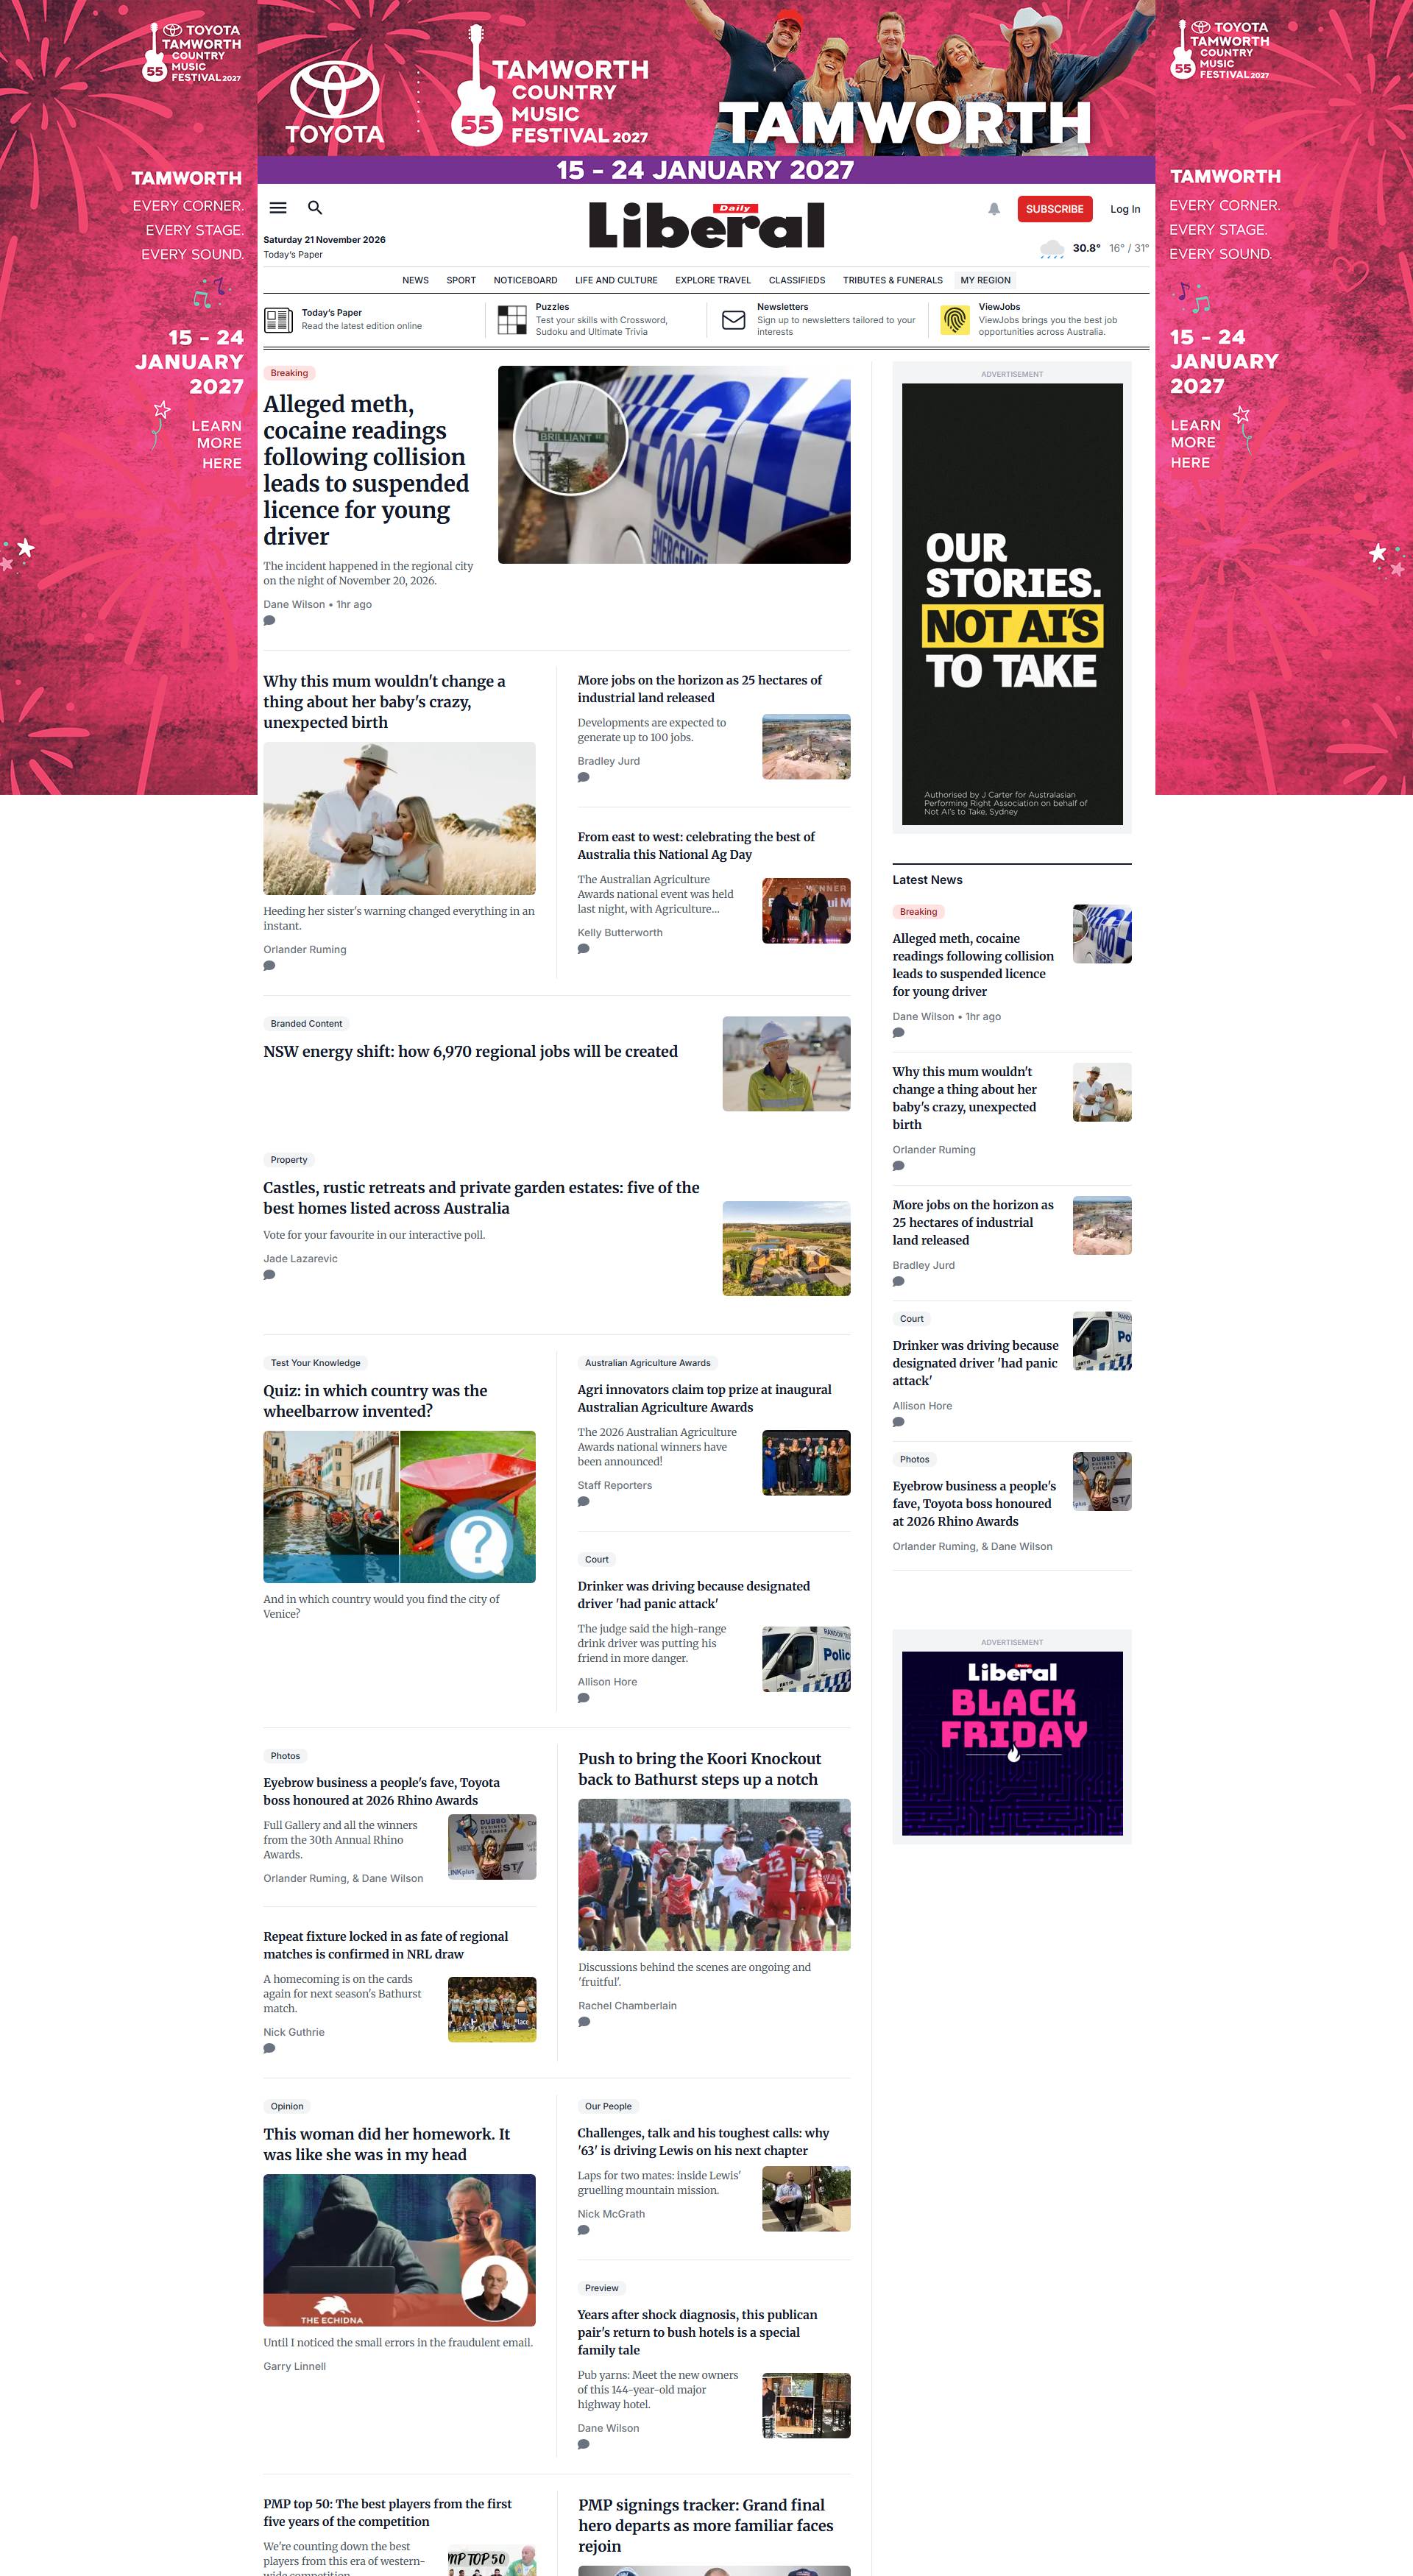 TOYOTA
TAMWORTH
COUNTRY
MUSIC
FESTIVAL 2027
55
TAMWORTH
EVERY CORNER.
EVERY STAGE.
EVERY SOUND.
15 - 24
JANUARY
2027
LEARN
MORE
HERE
TOYOTA
55
TAMWORTH
COUNTRY
MUSIC
FESTIVAL 2027
TAMWORTH
15 - 24 JANUARY 2027
TOYOTA
TAMWORTH
COUNTRY
MUSIC
FESTIVAL 2027
55
TAMWORTH
EVERY CORNER.
EVERY STAGE.
EVERY SOUND.
15 - 24
JANUARY
2027
LEARN
MORE
HERE
Daily
Liberal
SUBSCRIBE
Log In
Saturday 21 November 2026
Today's Paper
30.8° 16° / 31°
NEWS SPORT NOTICEBOARD LIFE AND CULTURE EXPLORE TRAVEL CLASSIFIEDS TRIBUTES & FUNERALS MY REGION
Today's Paper
Read the latest edition online
Puzzles
Test your skills with Crossword,
Sudoku and Ultimate Trivia
Newsletters
Sign up to newsletters tailored to your
interests
ViewJobs
ViewJobs brings you the best job
opportunities across Australia.
Breaking
Alleged meth,
cocaine readings
following collision
leads to suspended
licence for young
driver
The incident happened in the regional city
on the night of November 20, 2026.
Dane Wilson • 1hr ago
BRILLIANT
000
EMERGENCY
Why this mum wouldn't change a
thing about her baby's crazy,
unexpected birth
Heeding her sister's warning changed everything in an
instant.
Orlander Ruming
More jobs on the horizon as 25 hectares of
industrial land released
Developments are expected to
generate up to 100 jobs.
Bradley Jurd
From east to west: celebrating the best of
Australia this National Ag Day
The Australian Agriculture
Awards national event was held
last night, with Agriculture...
Kelly Butterworth
Branded Content
NSW energy shift: how 6,970 regional jobs will be created
Property
Castles, rustic retreats and private garden estates: five of the
best homes listed across Australia
Vote for your favourite in our interactive poll.
Jade Lazarevic
Test Your Knowledge
Quiz: in which country was the
wheelbarrow invented?
?
And in which country would you find the city of
Venice?
Australian Agriculture Awards
Agri innovators claim top prize at inaugural
Australian Agriculture Awards
The 2026 Australian Agriculture
Awards national winners have
been announced!
Staff Reporters
Court
Drinker was driving because designated
driver 'had panic attack'
The judge said the high-range
drink driver was putting his
friend in more danger.
Allison Hore
Photos
Eyebrow business a people's fave, Toyota
boss honoured at 2026 Rhino Awards
Full Gallery and all the winners
from the 30th Annual Rhino
Awards.
Orlander Ruming, & Dane Wilson
DUBBO
Repeat fixture locked in as fate of regional
matches is confirmed in NRL draw
A homecoming is on the cards
again for next season's Bathurst
match.
Nick Guthrie
Push to bring the Koori Knockout
back to Bathurst steps up a notch
12
Discussions behind the scenes are ongoing and
'fruitful'.
Rachel Chamberlain
Opinion
This woman did her homework. It
was like she was in my head
THE ECHIDNA
Until I noticed the small errors in the fraudulent email.
Garry Linnell
Our People
Challenges, talk and his toughest calls: why
'63' is driving Lewis on his next chapter
Laps for two mates: inside Lewis'
gruelling mountain mission.
Nick McGrath
Preview
Years after shock diagnosis, this publican
pair's return to bush hotels is a special
family tale
Pub yarns: Meet the new owners
of this 144-year-old major
highway hotel.
Dane Wilson
PMP top 50: The best players from the first
five years of the competition
We're counting down the best
players from this era of western-
PMP signings tracker: Grand final
hero departs as more familiar faces
rejoin
ADVERTISEMENT
OUR
STORIES.
NOT AI'S
TO TAKE
Authorised by J Carter for Australasian
Performing Right Association on behalf of
Not AI's to Take, Sydney
Latest News
Breaking
Alleged meth, cocaine
readings following collision
leads to suspended licence
for young driver
Dane Wilson • 1hr ago
Why this mum wouldn't
change a thing about her
baby's crazy, unexpected
birth
Orlander Ruming
More jobs on the horizon as
25 hectares of industrial
land released
Bradley Jurd
Court
Drinker was driving because
designated driver 'had panic
attack'
Allison Hore
Photos
Eyebrow business a people's
fave, Toyota boss honoured
at 2026 Rhino Awards
Orlander Ruming, & Dane Wilson
ADVERTISEMENT
Daily
Liberal
BLACK
FRIDAY